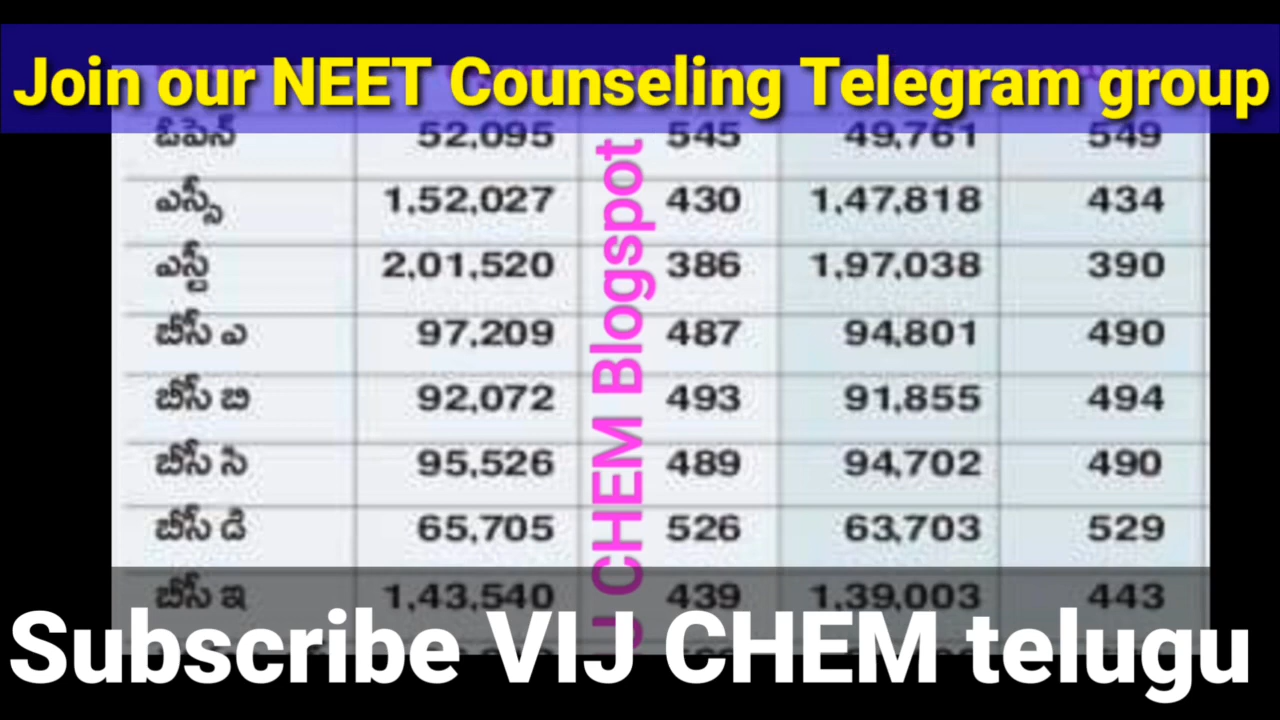 Join our NEET Counseling Telegram group
ఓపెన్ 52,095 545 49,761 549
ఎస్సీ 1,52,027 430 1,47,818 434
ఎస్టీ 2,01,520 386 1,97,038 390
బీసీ ఎ 97,209 487 94,801 490
బీసీ బి 92,072 493 91,855 494
బీసీ సి 95,526 489 94,702 490
బీసీ డి 65,705 526 63,703 529
బీసీ ఇ 1,43,540 439 1,39,003 443
J CHEM Blogspot
Subscribe VIJ CHEM telugu